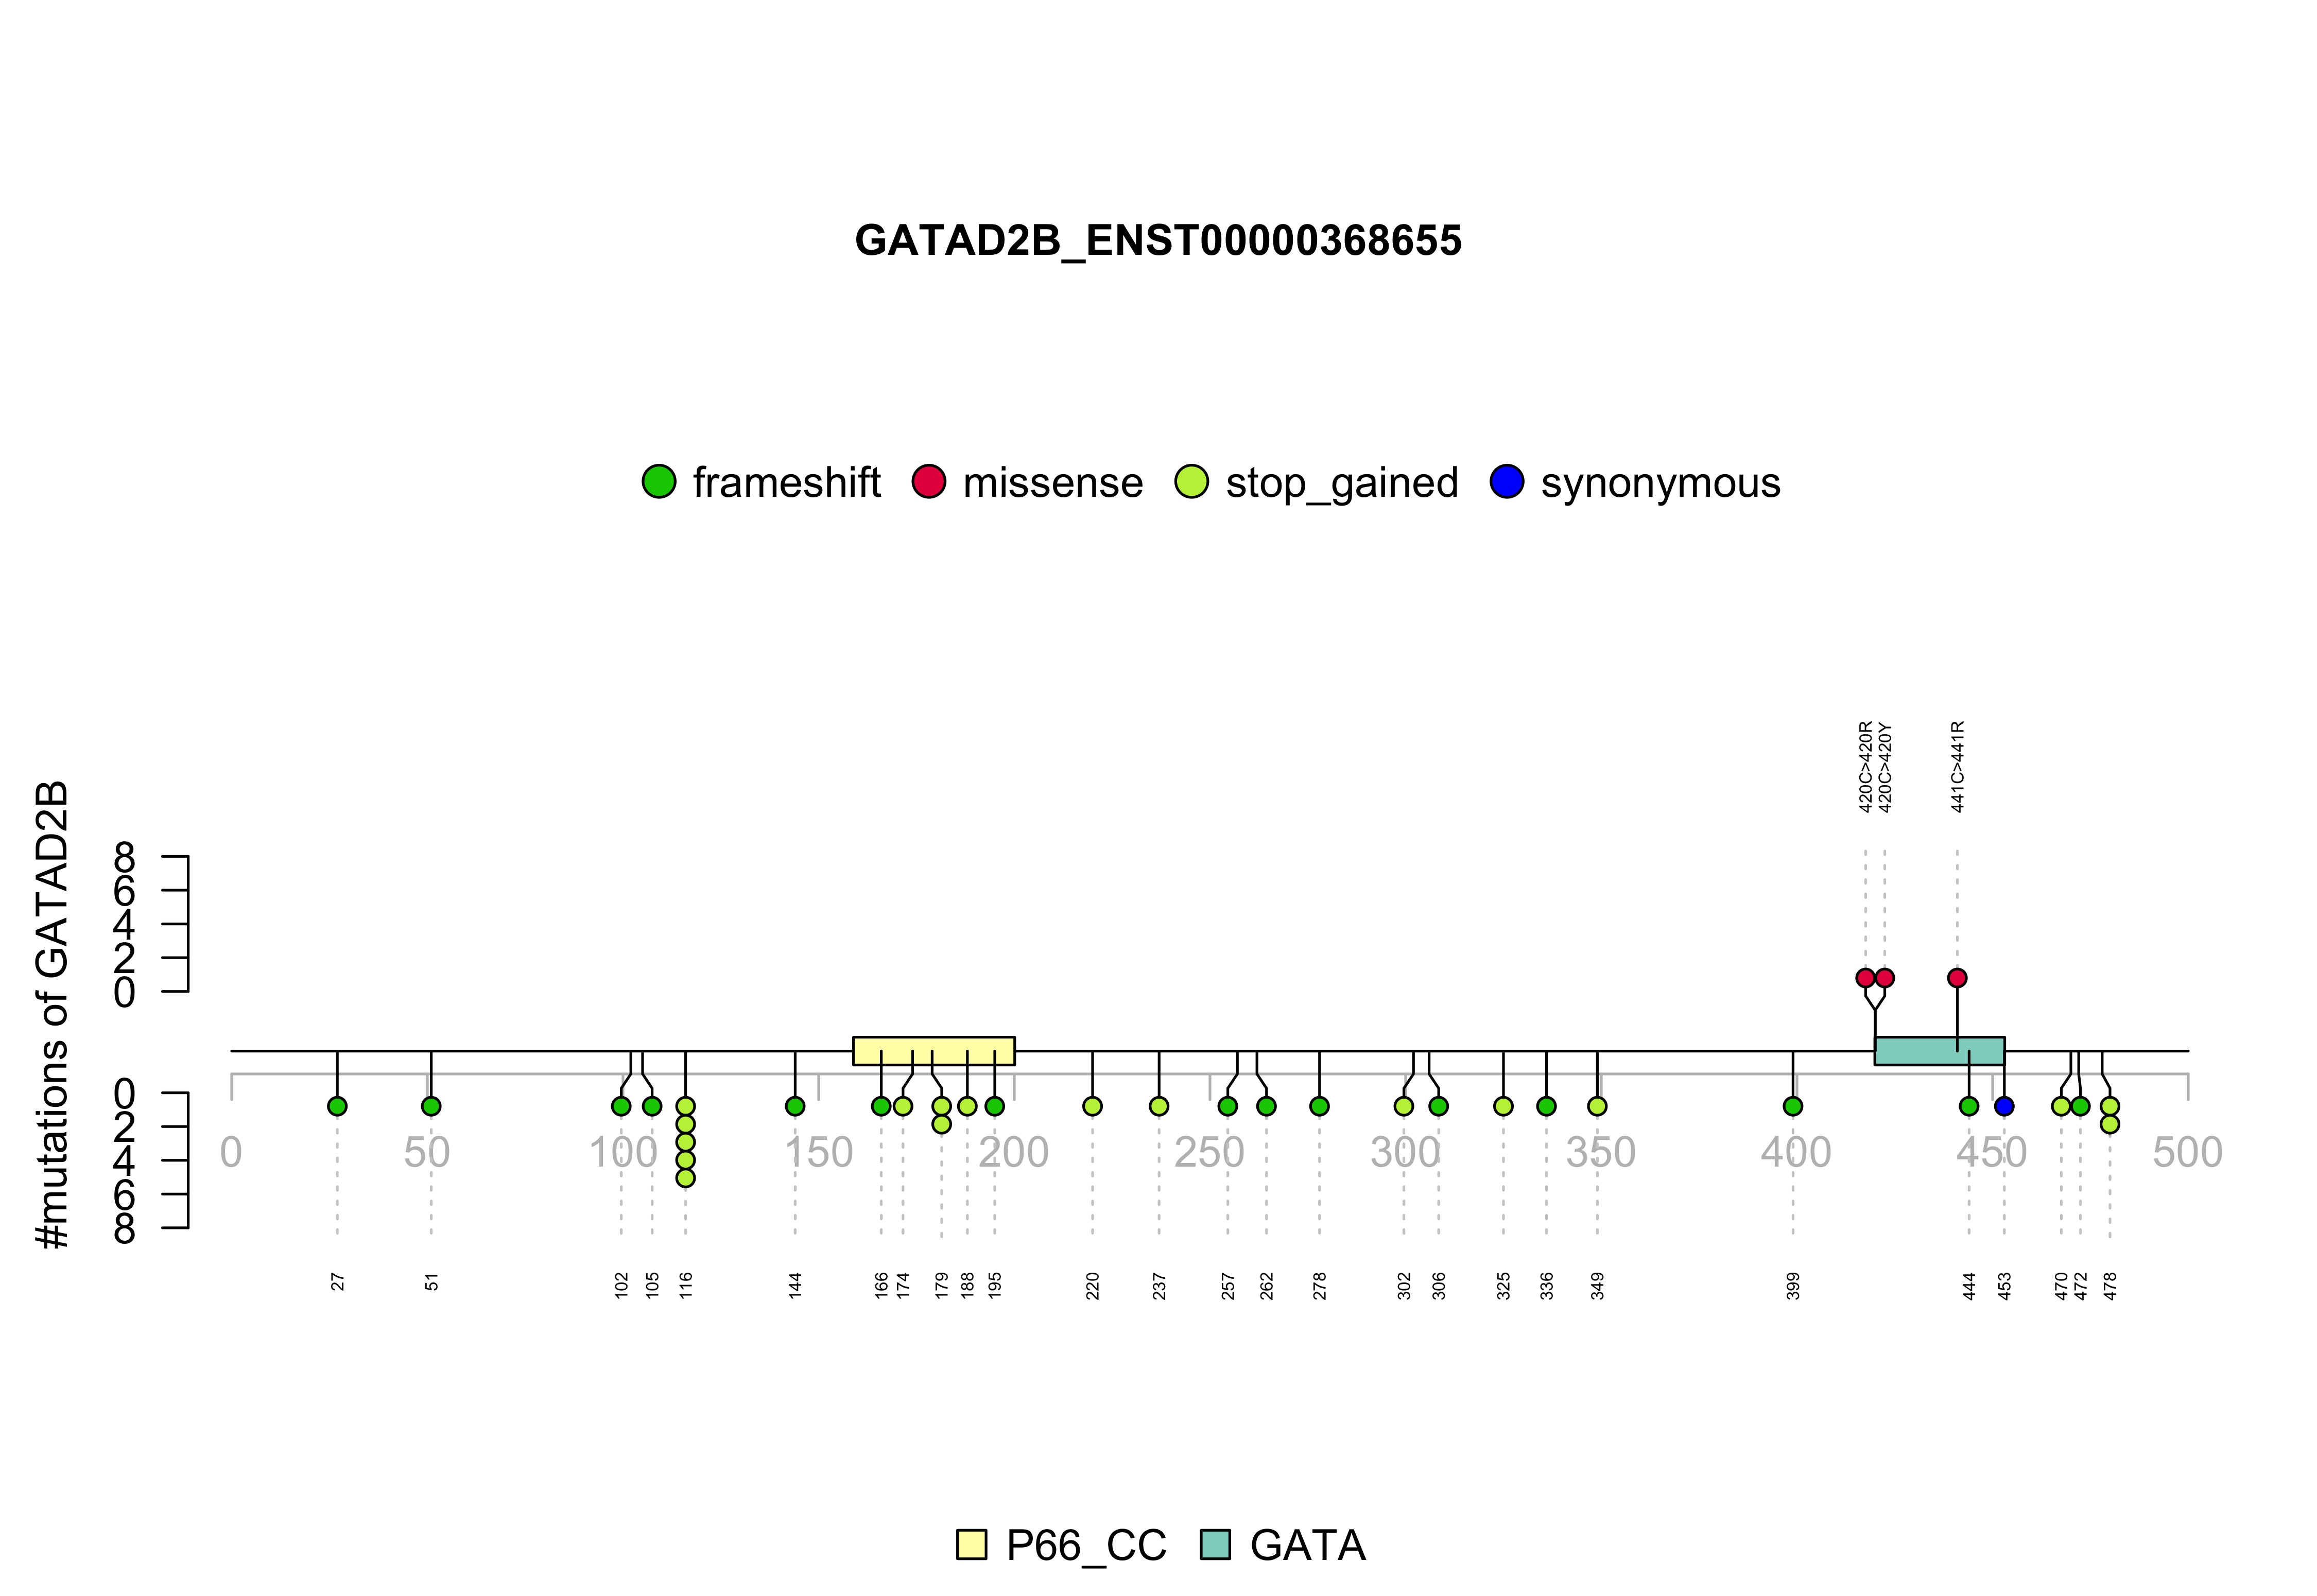 GATAD2B_ENST00000368655
frameshift missense stop_gained synonymous
420C>420R
420C>420Y
441C>441R
#mutations of GATAD2B
8
6
4
2
0
0
2
4
6
8
0 50 100 150 200 250 300 350 400 450 500
27 51 102 105 116 144 166 174 179 188 195 220 237 257 262 278 302 306 325 336 349 399 444 453 470 472 478
P66_CC GATA